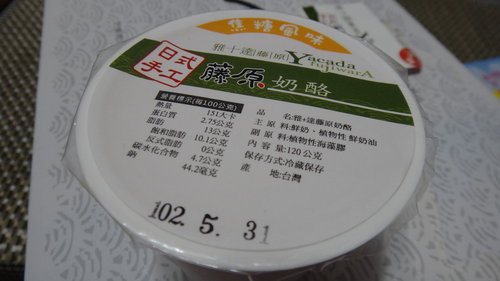 焦糖風味
雅十達藤原
Yacada
FujiwarA
日式
手工
藤原奶酪
營養標示(每100公克)
熱量 151大卡
蛋白質 2.75公克
脂肪 13公克
飽和脂肪 10.1公克
反式脂肪 0公克
碳水化合物 4.7公克
鈉 44.2毫克
品名:雅+達藤原奶酪
主原料:鮮奶、植物性鮮奶油
副原料:植物性海藻膠
內容量:120公克
保存方式:冷藏保存
產地:台灣
102.5.31